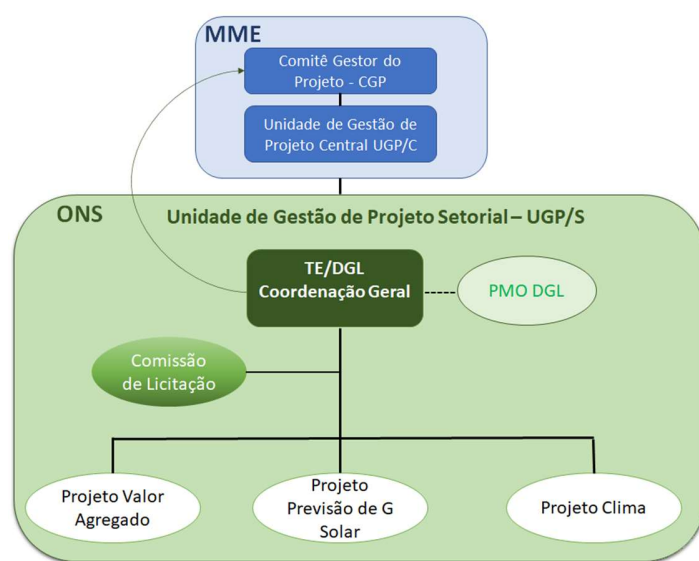 MME
Comitê Gestor do
Projeto - CGP
Unidade de Gestão de
Projeto Central UGP/C
ONS
Unidade de Gestão de Projeto Setorial – UGP/S
TE/DGL
Coordenação Geral
PMO DGL
Comissão
de Licitação
Projeto Valor
Agregado
Projeto
Previsão de G
Solar
Projeto Clima